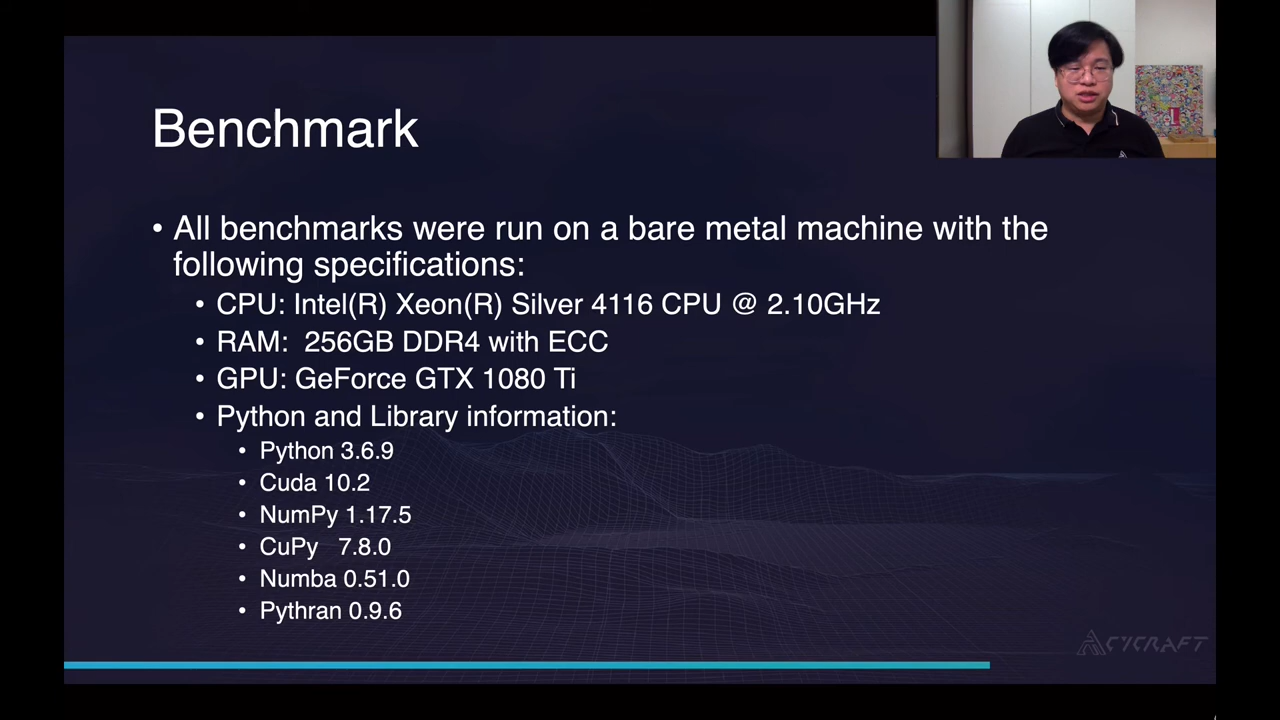 Benchmark
• All benchmarks were run on a bare metal machine with the
following specifications:
• CPU: Intel(R) Xeon(R) Silver 4116 CPU @ 2.10GHz
• RAM: 256GB DDR4 with ECC
• GPU: GeForce GTX 1080 Ti
• Python and Library information:
• Python 3.6.9
• Cuda 10.2
• NumPy 1.17.5
• CuPy 7.8.0
• Numba 0.51.0
• Pythran 0.9.6
CYCRAFT